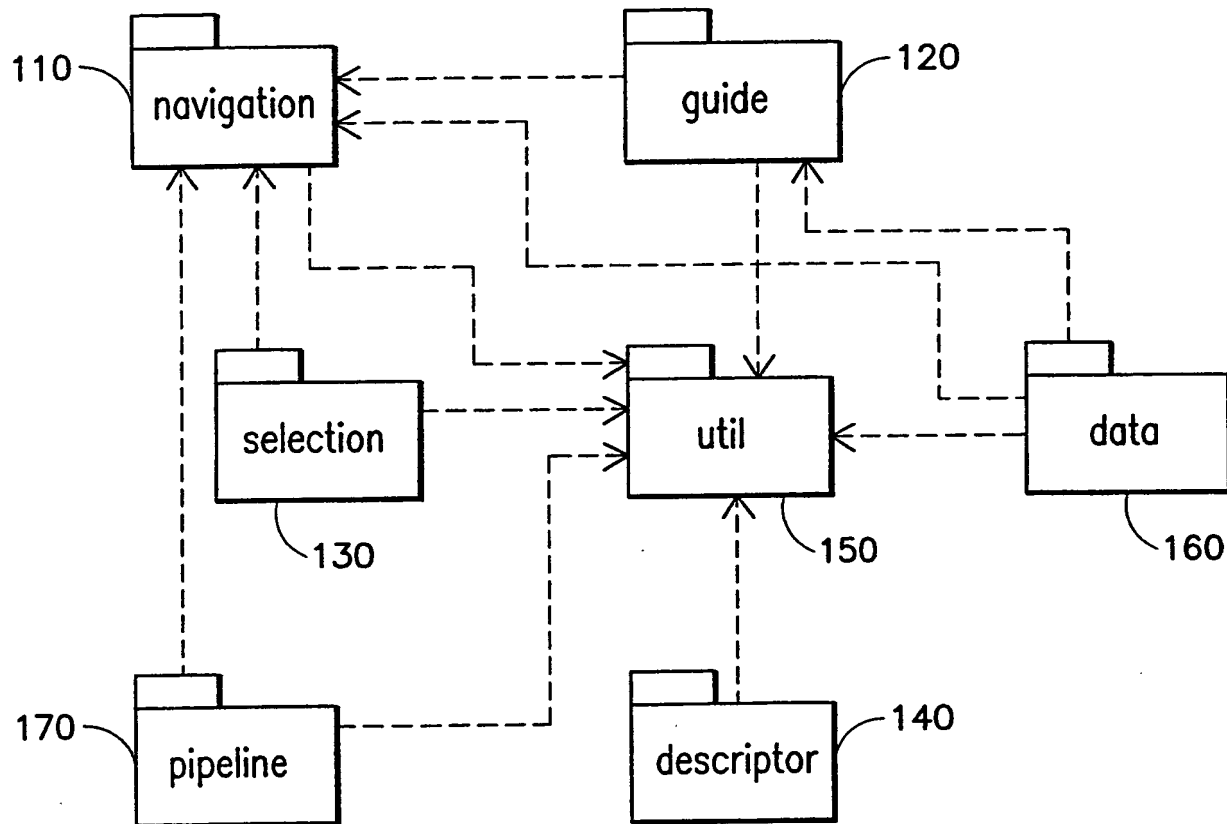 110
navigation
guide
120
selection
130
util
150
data
160
170
pipeline
descriptor
140